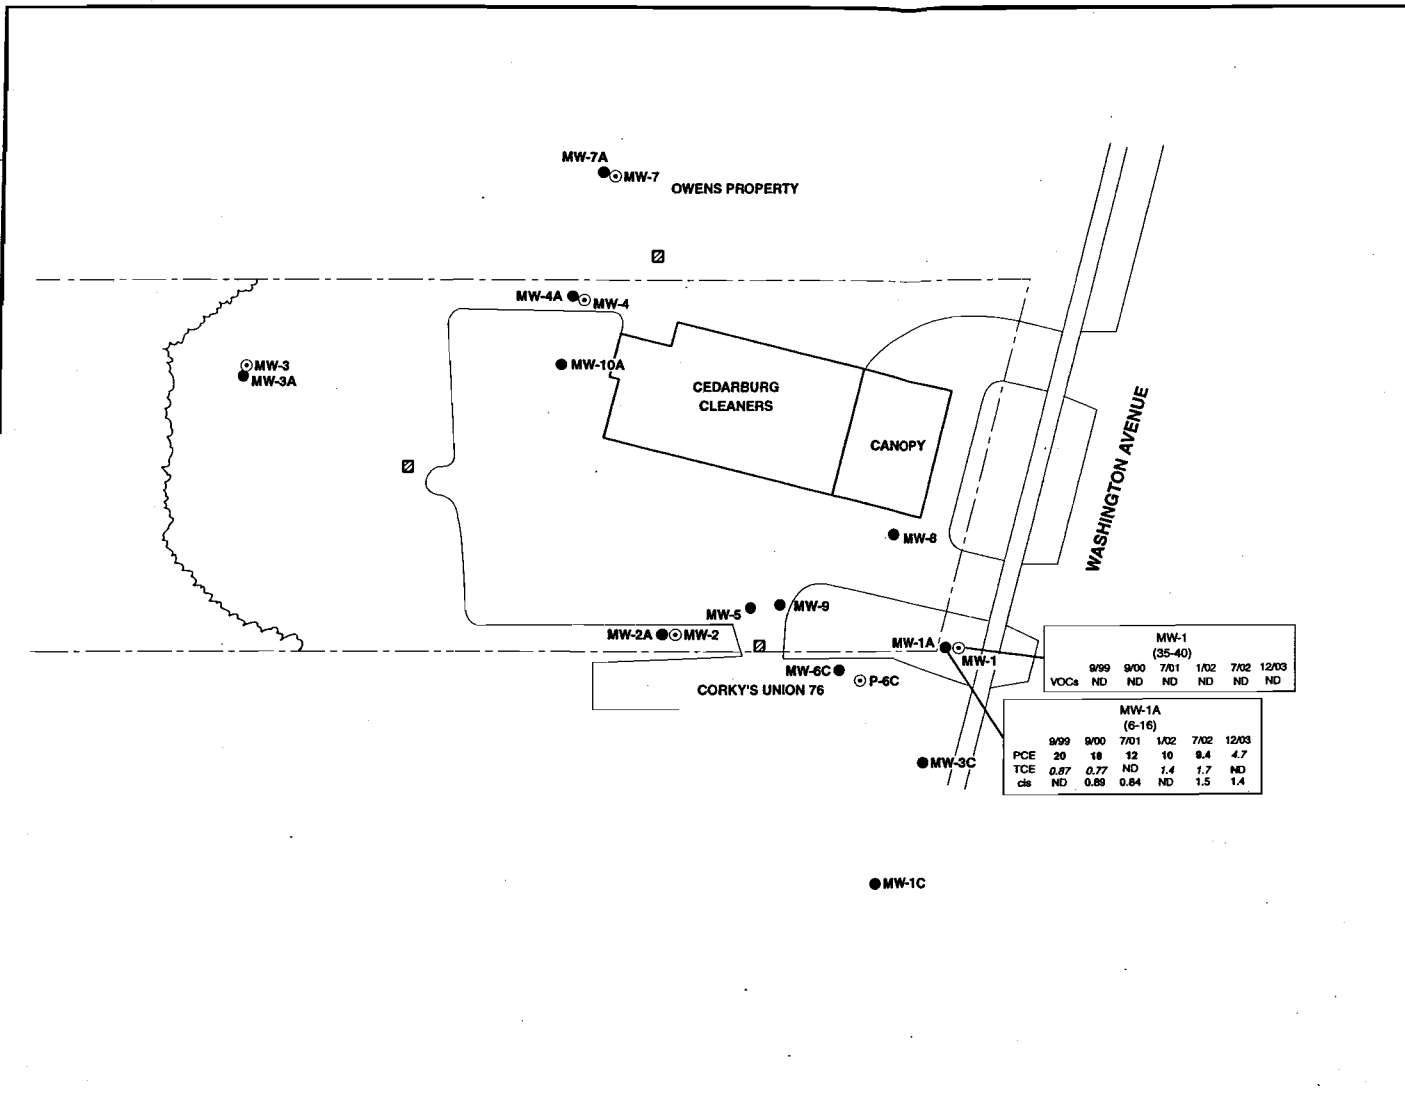 MW-7A
MW-7
OWENS PROPERTY
MW-4A
MW-4
MW-3
MW-3A
MW-10A
CEDARBURG
CLEANERS
CANOPY
WASHINGTON AVENUE
MW-8
MW-5
MW-9
MW-2A
MW-2
MW-1A
MW-1
MW-6C
P-6C
CORKY'S UNION 76
MW-1
(35-40)
9/99 9/00 7/01 1/02 7/02 12/03
VOCs ND ND ND ND ND ND
MW-1A
(6-16)
9/99 9/00 7/01 1/02 7/02 12/03
PCE 20 18 12 10 9.4 4.7
TCE 0.87 0.77 ND 1.4 1.7 ND
cis ND 0.89 0.84 ND 1.5 1.4
MW-3C
MW-1C